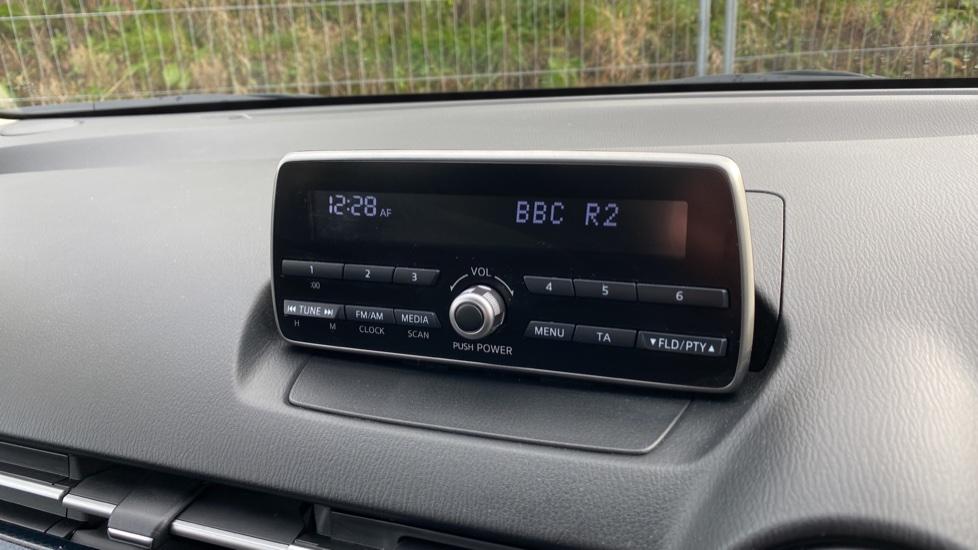 12:28 AF BBC R2
VOL
1 2 3 4 5 6
:00
⏮ TUNE ⏭ FM/AM MEDIA MENU TA ▼FLD/PTY▲
H M CLOCK SCAN
PUSH POWER